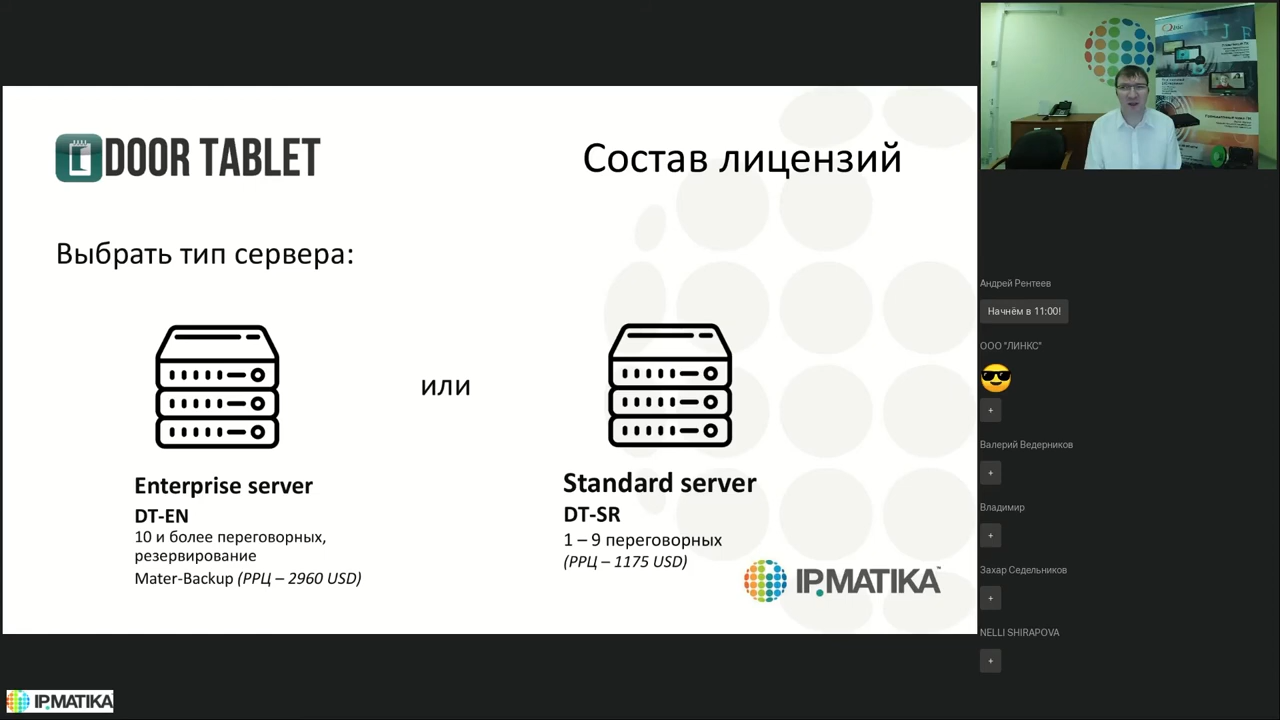 DOOR TABLET
Состав лицензий
Выбрать тип сервера:
или
Enterprise server
DT-EN
10 и более переговорных,
резервирование
Mater-Backup (РРЦ – 2960 USD)
Standard server
DT-SR
1 – 9 переговорных
(РРЦ – 1175 USD)
IP.MATIKA™
Андрей Рентеев
Начнём в 11:00!
ООО "ЛИНКС"
+
Валерий Ведерников
+
Владимир
+
Захар Седельников
+
NELLI SHIRAPOVA
+
IP.MATIKA